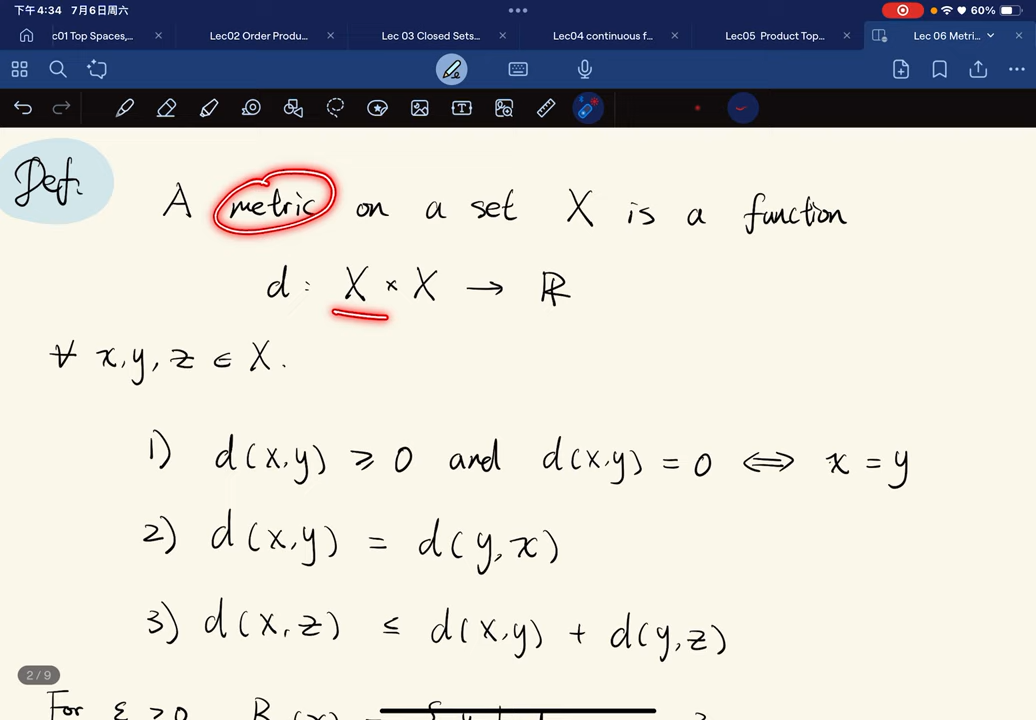 下午4:34 7月6日周六
60%
c01 Top Spaces,...
Lec02 Order Produ...
Lec 03 Closed Sets...
Lec04 continuous f...
Lec05 Product Top...
Lec 06 Metri...
Def.
A metric on a set X is a function
d: X × X → ℝ
∀ x, y, z ∈ X.
1) d(x,y) ≥ 0 and d(x,y) = 0 ⟺ x = y
2) d(x,y) = d(y,x)
3) d(x,z) ≤ d(x,y) + d(y,z)
2 / 9
For ε > 0